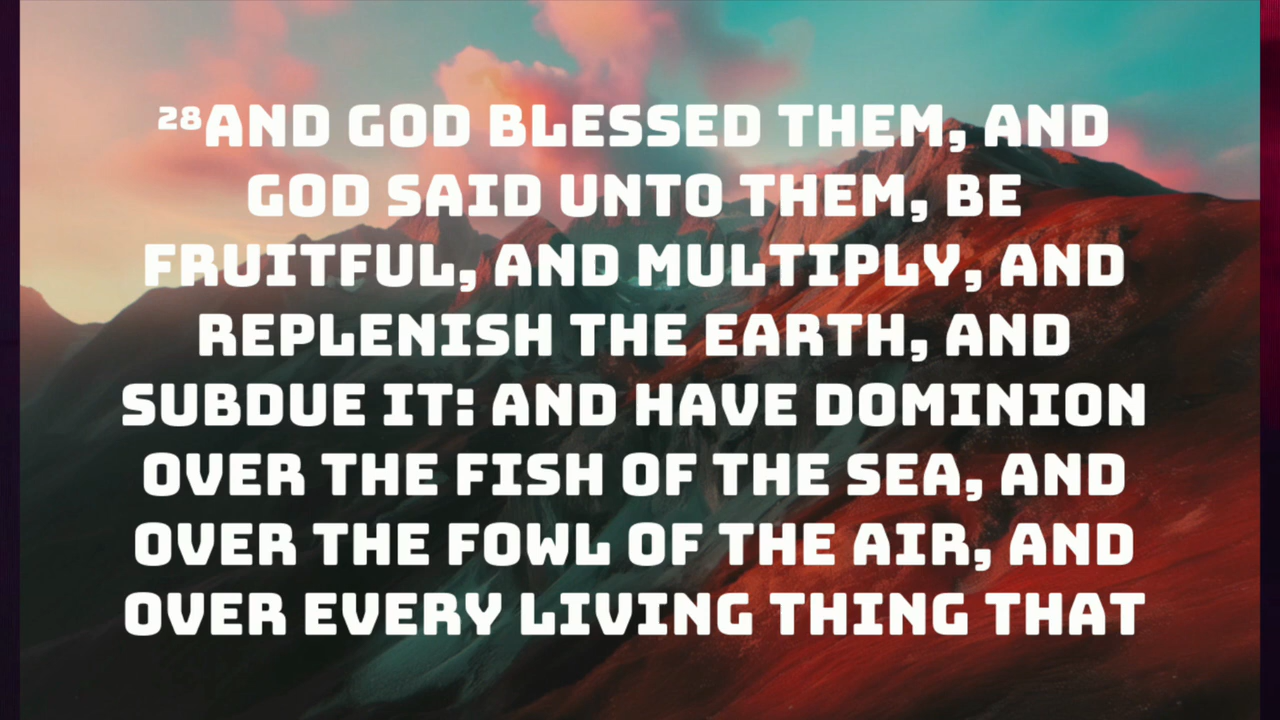 ²⁸AND GOD BLESSED THEM, AND
GOD SAID UNTO THEM, BE
FRUITFUL, AND MULTIPLY, AND
REPLENISH THE EARTH, AND
SUBDUE IT: AND HAVE DOMINION
OVER THE FISH OF THE SEA, AND
OVER THE FOWL OF THE AIR, AND
OVER EVERY LIVING THING THAT